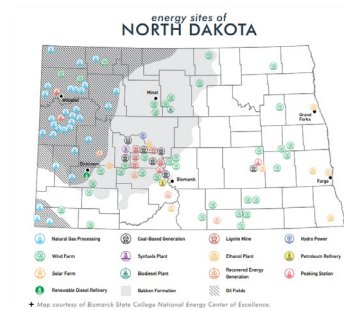 energy sites of
NORTH DAKOTA
Minot
Williston
Grand
Forks
Dickinson
Bismarck
Fargo
Natural Gas Processing
Coal-Based Generation
Lignite Mine
Hydro Power
Wind Farm
Synfuels Plant
Ethanol Plant
Petroleum Refinery
Solar Farm
Biodiesel Plant
Recovered Energy
Generation
Peaking Station
Renewable Diesel Refinery
Bakken Formation
Oil Fields
+ Map courtesy of Bismarck State College National Energy Center of Excellence.